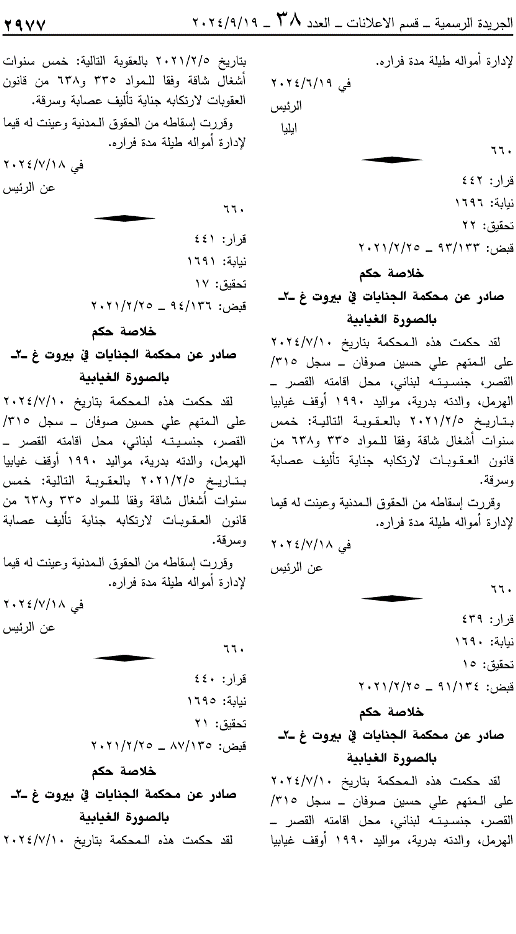 الجريدة الرسمية ــ قسم الاعلانات ــ العدد ٣٨ ــ ٢٠٢٤/٩/١٩
٢٩٧٧
لإدارة أمواله طيلة مدة فراره.
في ٢٠٢٤/٦/١٩
الرئيس
ايليا
٦٦٠
قرار: ٤٤٢
نيابة: ١٦٩٦
تحقيق: ٢٢
قبض: ٩٣/١٣٣ ــ ٢٠٢١/٢/٢٥
خلاصة حكم
صادر عن محكمة الجنايات في بيروت غ ــ٢ــ
بالصورة الغيابية
لقد حكمت هذه المحكمة بتاريخ ٢٠٢٤/٧/١٠
على المتهم علي حسين صوفان ــ سجل ٣١٥/
القصر، جنسيته لبناني، محل اقامته القصر ــ
الهرمل، والدته بدرية، مواليد ١٩٩٠ أوقف غيابيا
بتاريخ ٢٠٢١/٢/٥ بالعقوبة التالية: خمس
سنوات أشغال شاقة وفقا للمواد ٣٣٥ و٦٣٨ من
قانون العقوبات لارتكابه جناية تأليف عصابة
وسرقة.
وقررت إسقاطه من الحقوق المدنية وعينت له قيما
لإدارة أمواله طيلة مدة فراره.
في ٢٠٢٤/٧/١٨
عن الرئيس
٦٦٠
قرار: ٤٣٩
نيابة: ١٦٩٠
تحقيق: ١٥
قبض: ٩١/١٣٤ ــ ٢٠٢١/٢/٢٥
خلاصة حكم
صادر عن محكمة الجنايات في بيروت غ ــ٢ــ
بالصورة الغيابية
لقد حكمت هذه المحكمة بتاريخ ٢٠٢٤/٧/١٠
على المتهم علي حسين صوفان ــ سجل ٣١٥/
القصر، جنسيته لبناني، محل اقامته القصر ــ
الهرمل، والدته بدرية، مواليد ١٩٩٠ أوقف غيابيا
بتاريخ ٢٠٢١/٢/٥ بالعقوبة التالية: خمس سنوات
أشغال شاقة وفقا للمواد ٣٣٥ و٦٣٨ من قانون
العقوبات لارتكابه جناية تأليف عصابة وسرقة.
وقررت إسقاطه من الحقوق المدنية وعينت له قيما
لإدارة أمواله طيلة مدة فراره.
في ٢٠٢٤/٧/١٨
عن الرئيس
٦٦٠
قرار: ٤٤١
نيابة: ١٦٩١
تحقيق: ١٧
قبض: ٩٤/١٣٦ ــ ٢٠٢١/٢/٢٥
خلاصة حكم
صادر عن محكمة الجنايات في بيروت غ ــ٢ــ
بالصورة الغيابية
لقد حكمت هذه المحكمة بتاريخ ٢٠٢٤/٧/١٠
على المتهم علي حسين صوفان ــ سجل ٣١٥/
القصر، جنسيته لبناني، محل اقامته القصر ــ
الهرمل، والدته بدرية، مواليد ١٩٩٠ أوقف غيابيا
بتاريخ ٢٠٢١/٢/٥ بالعقوبة التالية: خمس
سنوات أشغال شاقة وفقا للمواد ٣٣٥ و٦٣٨ من
قانون العقوبات لارتكابه جناية تأليف عصابة
وسرقة.
وقررت إسقاطه من الحقوق المدنية وعينت له قيما
لإدارة أمواله طيلة مدة فراره.
في ٢٠٢٤/٧/١٨
عن الرئيس
٦٦٠
قرار: ٤٤٠
نيابة: ١٦٩٥
تحقيق: ٢١
قبض: ٨٧/١٣٥ ــ ٢٠٢١/٢/٢٥
خلاصة حكم
صادر عن محكمة الجنايات في بيروت غ ــ٢ــ
بالصورة الغيابية
لقد حكمت هذه المحكمة بتاريخ ٢٠٢٤/٧/١٠